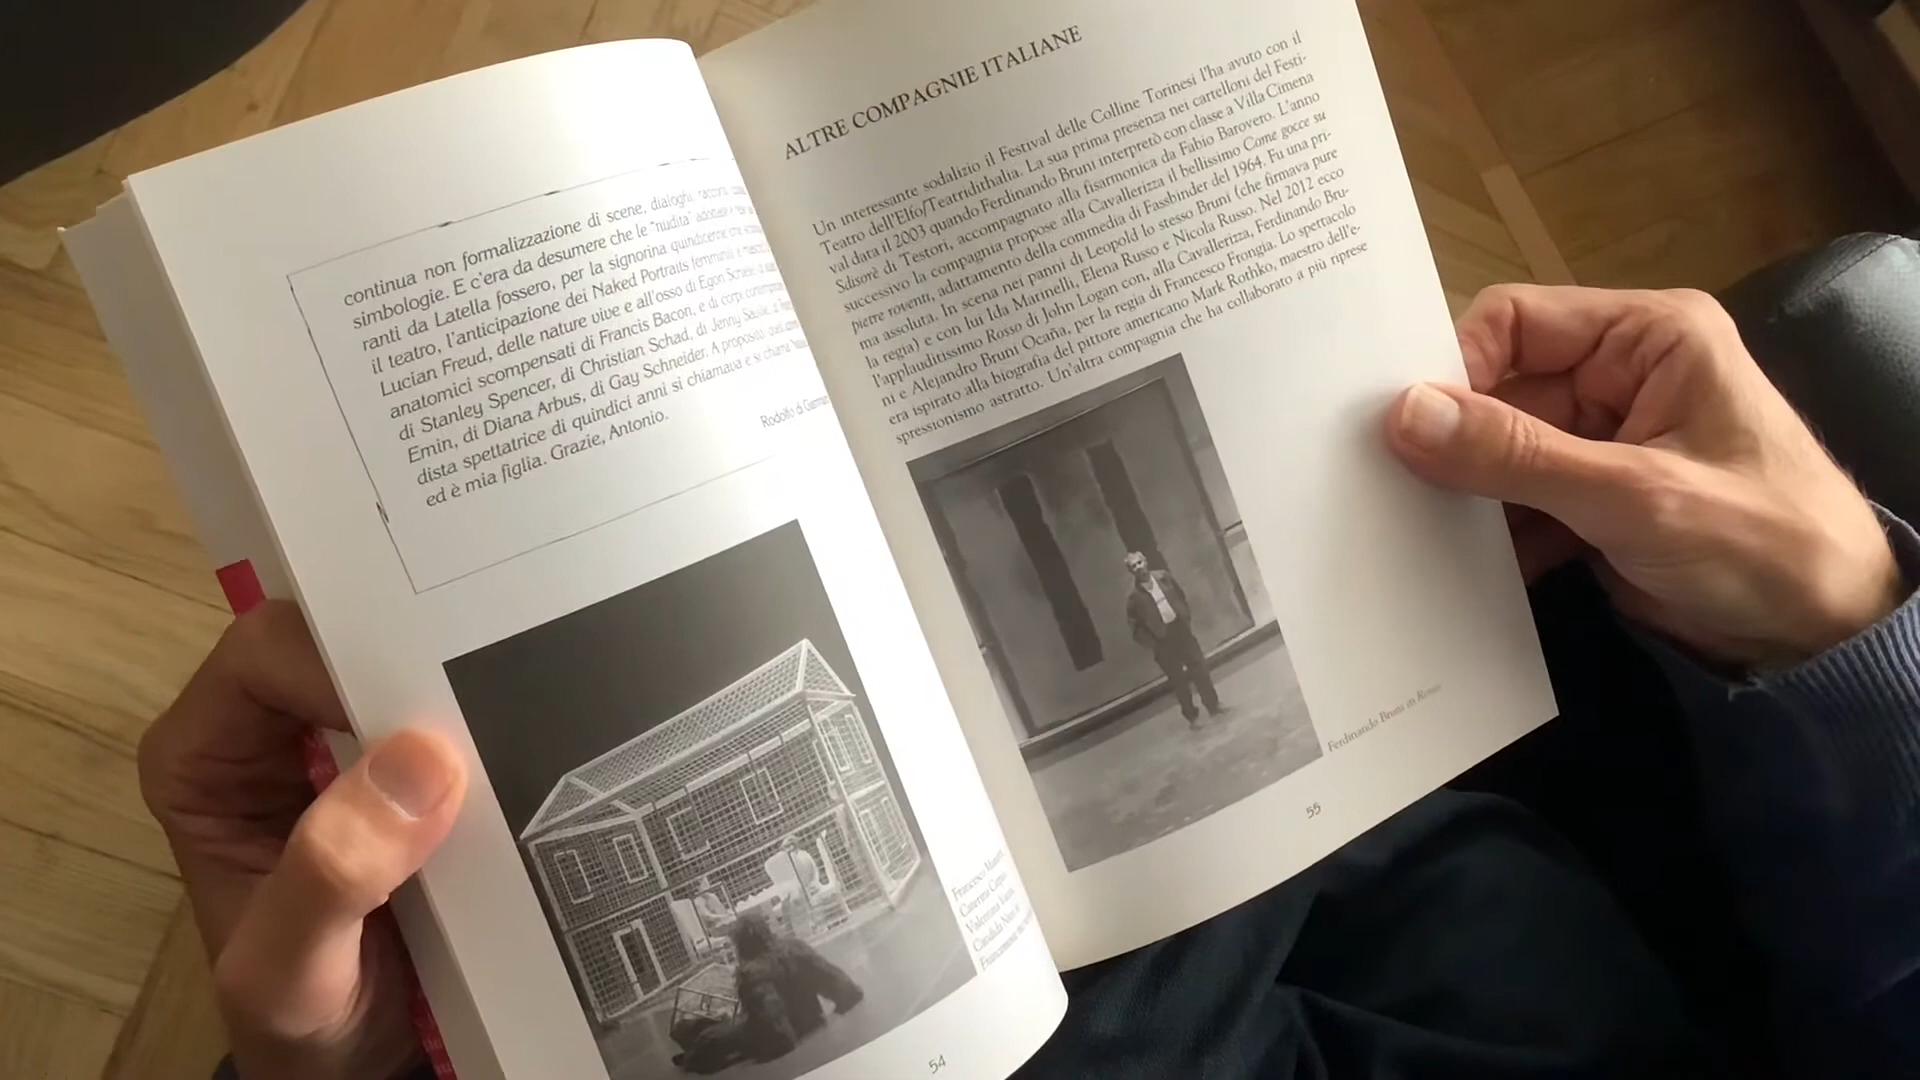 continua non formalizzazione di scene, dialoghi, racconti
simbologie. E c'era da desumere che le "nudità"
ranti da Latella fossero, per la signorina quindicenne che
il teatro, l'anticipazione dei Naked Portraits femminili e
Lucian Freud, delle nature vive e all'osso di Egon Schiele,
anatomici scompensati di Francis Bacon, e di corpi
di Stanley Spencer, di Christian Schad, di Jenny Saville,
Emin, di Diana Arbus, di Gay Schneider. A proposito,
dista spettatrice di quindici anni si chiamava e si chiama
ed è mia figlia. Grazie, Antonio.
Rodolfo di
Francesco
Caterina
Valentina
Candida
54
ALTRE COMPAGNIE ITALIANE
Un interessante sodalizio il Festival delle Colline Torinesi l'ha avuto con il
Teatro dell'Elfo/Teatridithalia. La sua prima presenza nei cartelloni del Festi-
val data il 2003 quando Ferdinando Bruni interpretò con classe a Villa Cimena
Sdisorè di Testori, accompagnato alla fisarmonica da Fabio Barovero. L'anno
successivo la compagnia propose alla Cavallerizza il bellissimo Come gocce su
pietre roventi, adattamento della commedia di Fassbinder del 1964. Fu una pri-
ma assoluta. In scena nei panni di Leopold lo stesso Bruni (che firmava pure
la regia) e con lui Ida Marinelli, Elena Russo e Nicola Russo. Nel 2012 ecco
l'applauditissimo Rosso di John Logan con, alla Cavallerizza, Ferdinando Bru-
ni e Alejandro Bruni Ocaña, per la regia di Francesco Frongia. Lo spettacolo
era ispirato alla biografia del pittore americano Mark Rothko, maestro dell'e-
spressionismo astratto. Un'altra compagnia che ha collaborato a più riprese
Ferdinando Bruni in Rosso
55